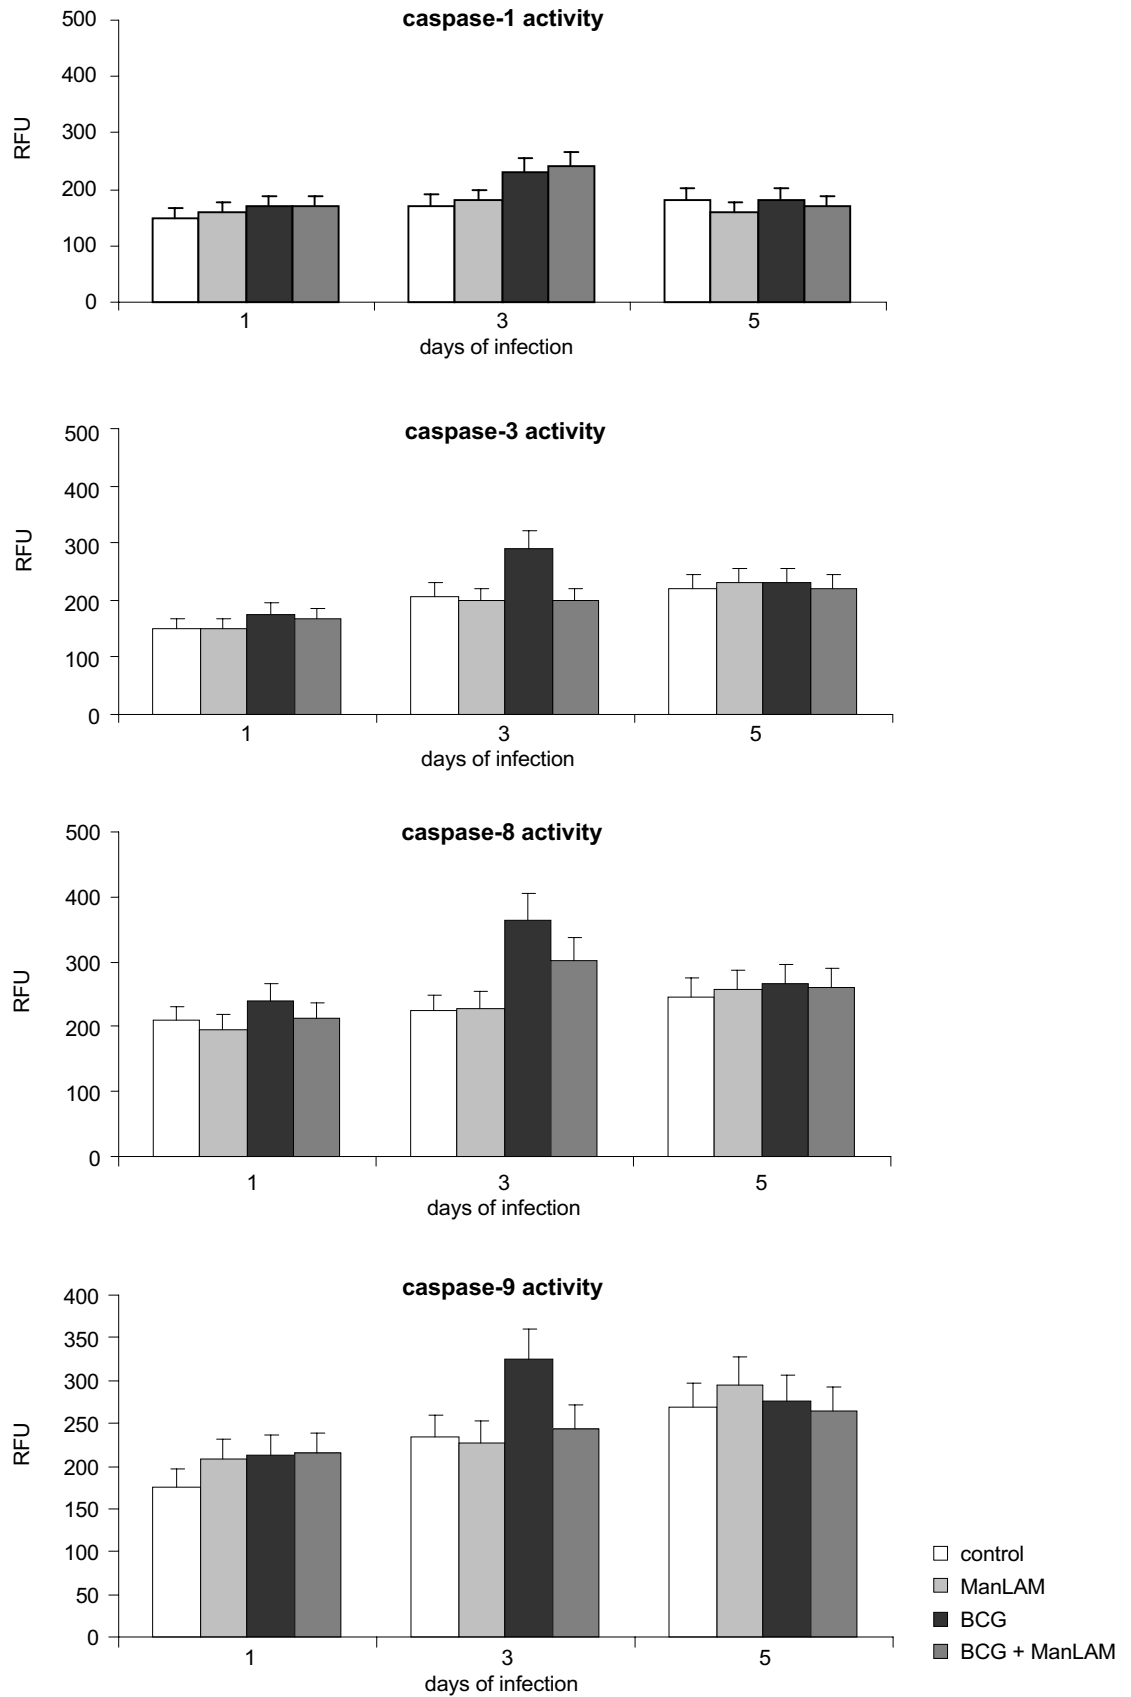 caspase-1 activity
500
400
300
200
100
0
RFU
1 3 5
days of infection
caspase-3 activity
500
400
300
200
100
0
RFU
1 3 5
days of infection
caspase-8 activity
500
400
300
200
100
0
RFU
1 3 5
days of infection
caspase-9 activity
400
350
300
250
200
150
100
50
0
RFU
1 3 5
days of infection
control
ManLAM
BCG
BCG + ManLAM